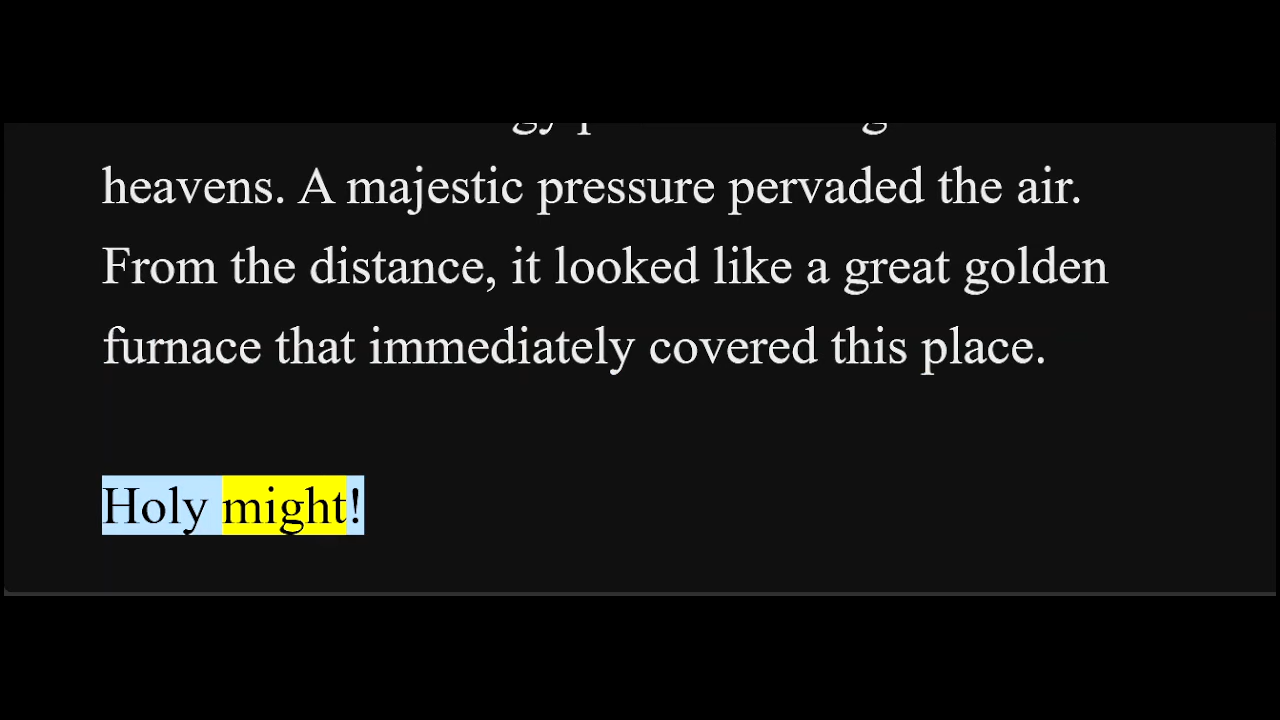 heavens. A majestic pressure pervaded the air.
From the distance, it looked like a great golden
furnace that immediately covered this place.
Holy might!